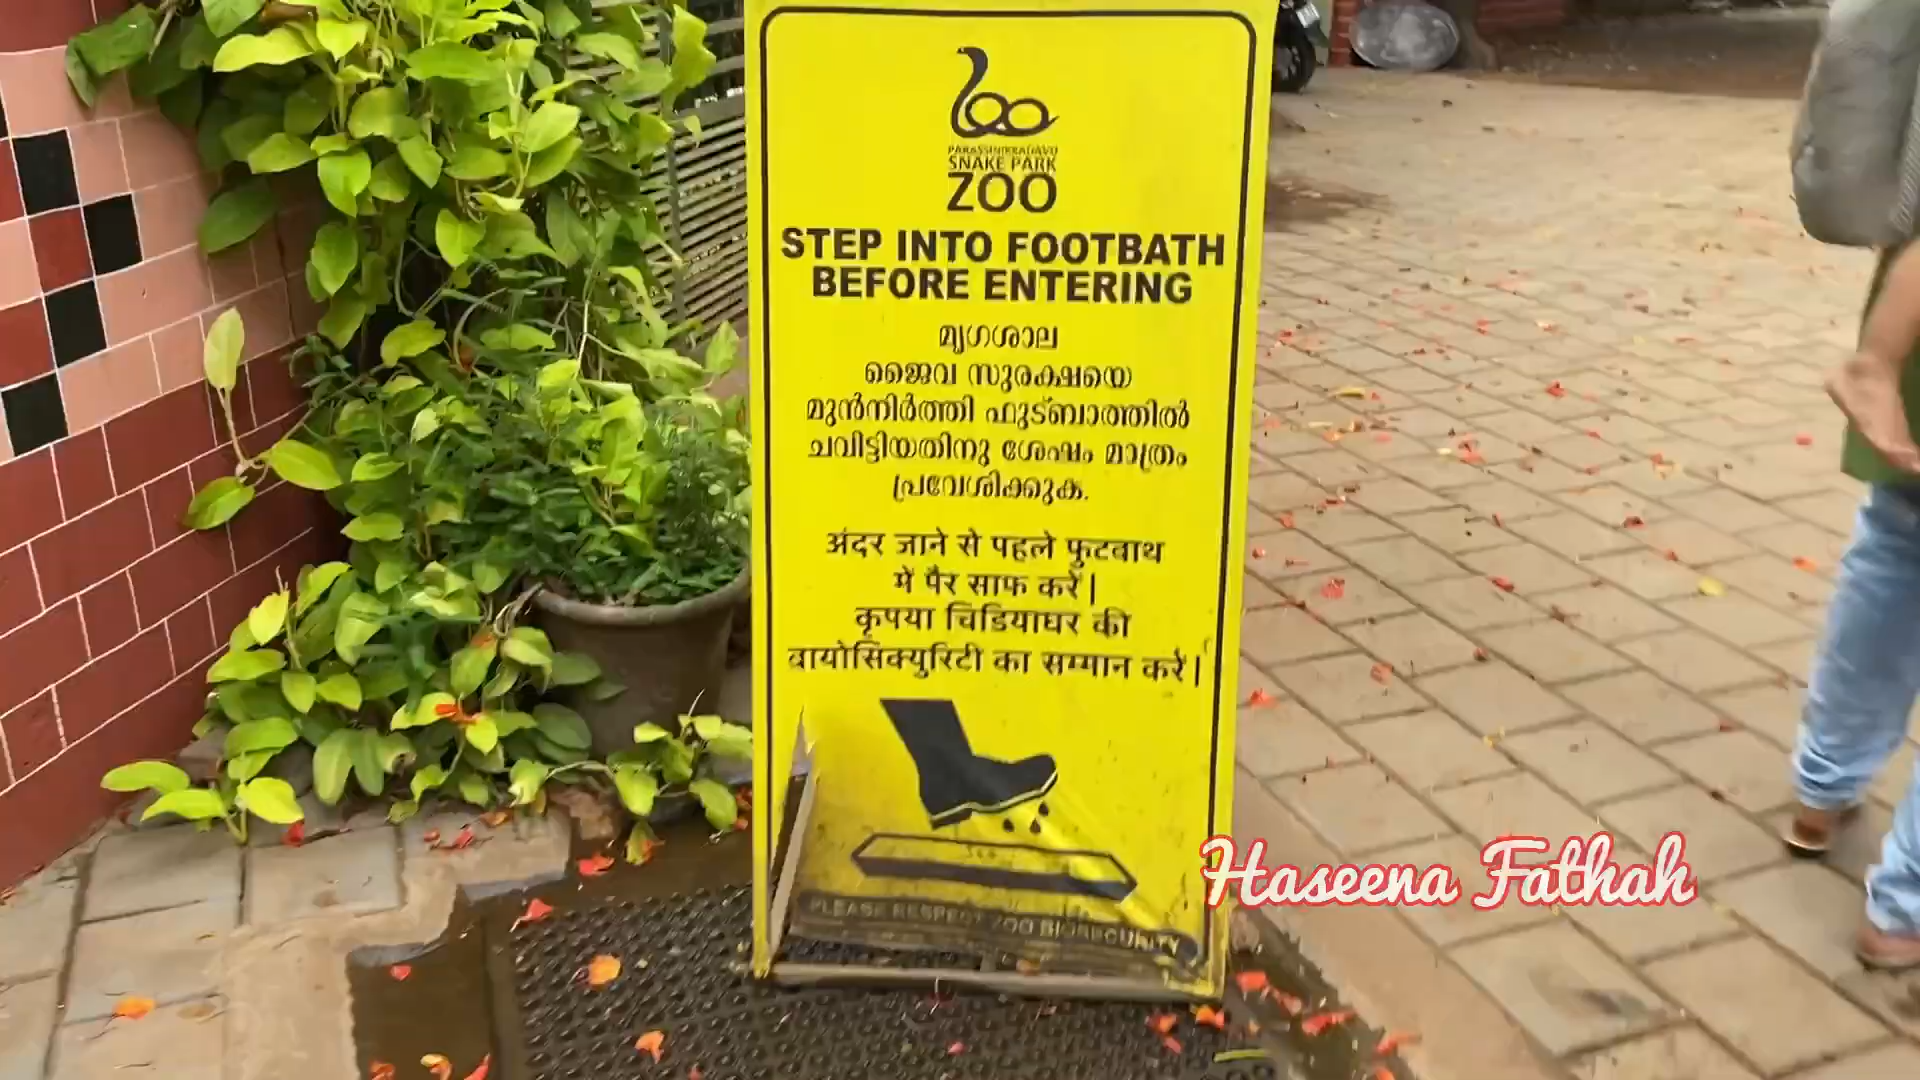 PARASSINIKKADAVU
SNAKE PARK
ZOO
STEP INTO FOOTBATH
BEFORE ENTERING
മൃഗശാല
ജൈവ സുരക്ഷയെ
മുൻനിർത്തി ഫുട്ബാത്തിൽ
ചവിട്ടിയതിനു ശേഷം മാത്രം
പ്രവേശിക്കുക.
अंदर जाने से पहले फुटबाथ
में पैर साफ करें|
कृपया चिडियाघर की
बायोसिक्युरिटी का सम्मान करें|
PLEASE RESPECT ZOO BIOSECURITY
Haseena Fathah